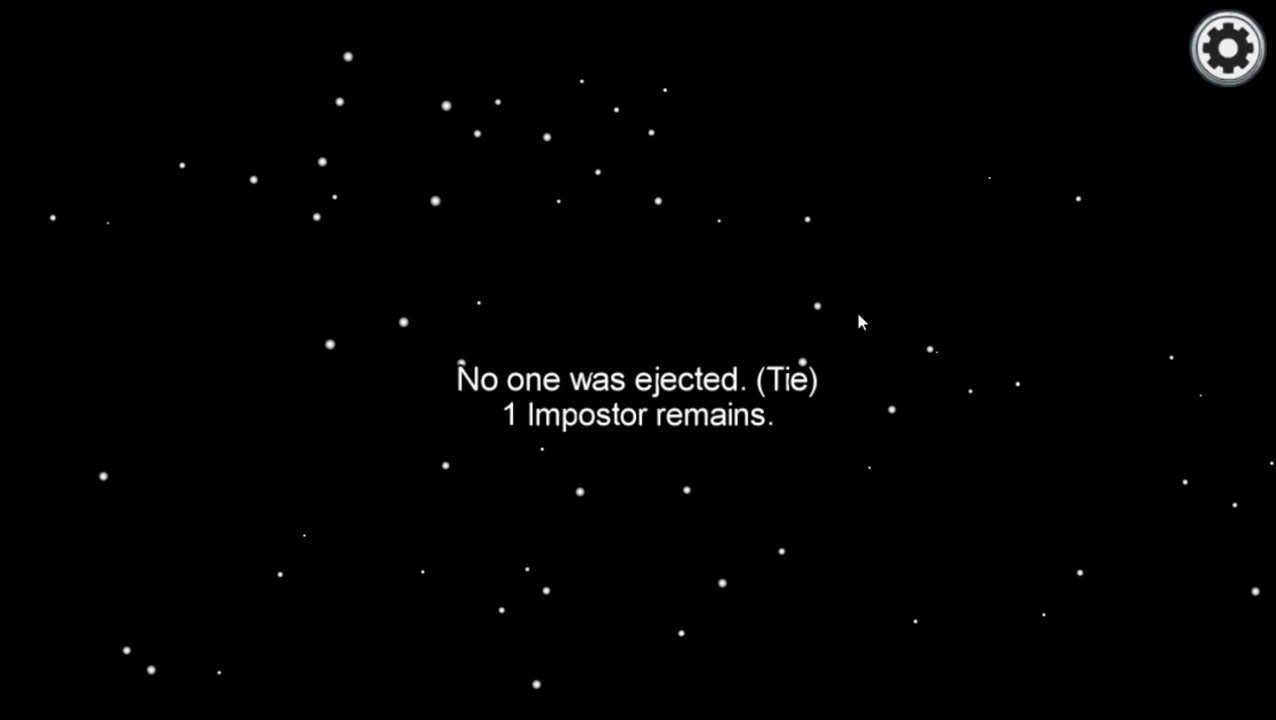 No one was ejected. (Tie)
1 Impostor remains.